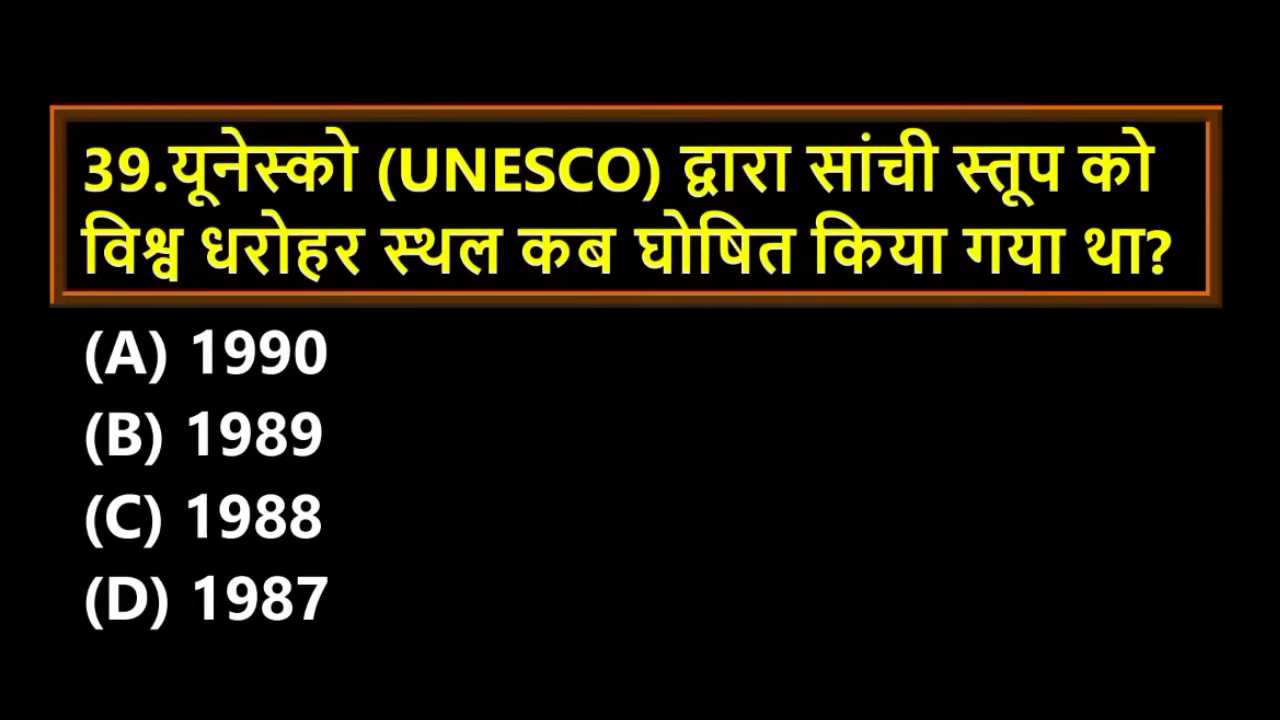 39.यूनेस्को (UNESCO) द्वारा सांची स्तूप को
विश्व धरोहर स्थल कब घोषित किया गया था?
(A) 1990
(B) 1989
(C) 1988
(D) 1987